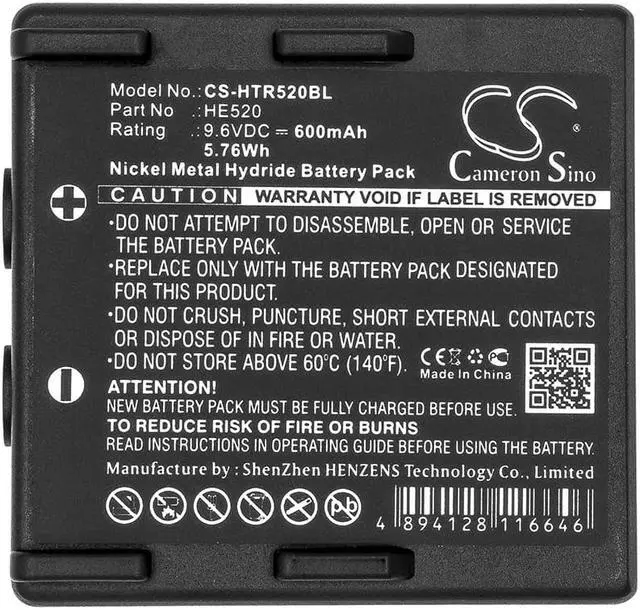 Model No.: CS-HTR520BL
Part No .: HE520
Rating .: 9.6VDC ⎓ 600mAh
5.76Wh
Nickel Metal Hydride Battery Pack
CS
Cameron Sino
CAUTION WARRANTY VOID IF LABEL IS REMOVED
•DO NOT ATTEMPT TO DISASSEMBLE, OPEN OR SERVICE
THE BATTERY PACK.
•REPLACE ONLY WITH THE BATTERY PACK DESIGNATED
FOR THIS PRODUCT.
•DO NOT CRUSH, PUNCTURE, SHORT EXTERNAL CONTACTS
OR DISPOSE OF IN FIRE OR WATER.
•DO NOT STORE ABOVE 60°C (140°F).
CE
Made In China
ATTENTION!
NEW BATTERY PACK MUST BE FULLY CHARGED BEFORE USE.
TO REDUCE RISK OF FIRE OR BURNS
READ INSTRUCTIONS IN OPERATING GUIDE BEFORE USING THE BATTERY.
Manufacture by : ShenZhen HENZENS Technology Co., Limited
Pb
4 894128 116646